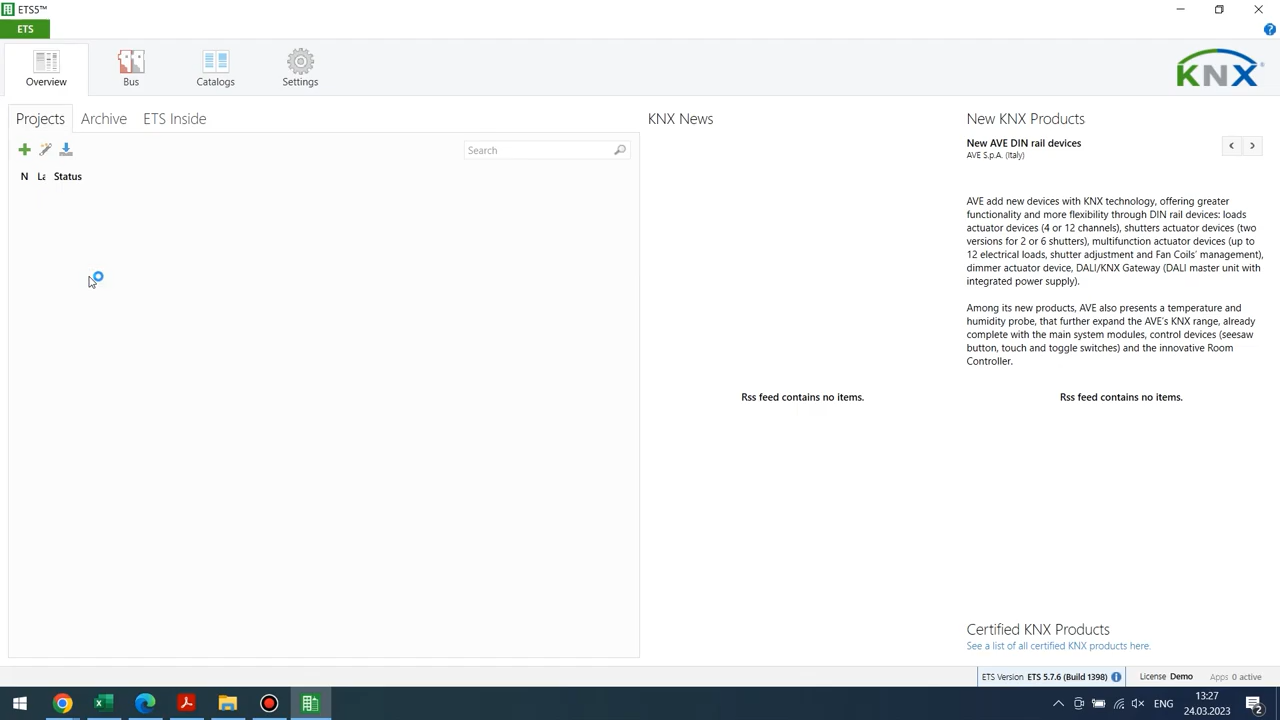 ETS5™
ETS
Overview
Bus
Catalogs
Settings
KNX®
Projects
Archive
ETS Inside
Search
N
La
Status
KNX News
Rss feed contains no items.
New KNX Products
New AVE DIN rail devices
AVE S.p.A. (Italy)
AVE add new devices with KNX technology, offering greater
functionality and more flexibility through DIN rail devices: loads
actuator devices (4 or 12 channels), shutters actuator devices (two
versions for 2 or 6 shutters), multifunction actuator devices (up to
12 electrical loads, shutter adjustment and Fan Coils' management),
dimmer actuator device, DALI/KNX Gateway (DALI master unit with
integrated power supply).
Among its new products, AVE also presents a temperature and
humidity probe, that further expand the AVE's KNX range, already
complete with the main system modules, control devices (seesaw
button, touch and toggle switches) and the innovative Room
Controller.
Rss feed contains no items.
Certified KNX Products
See a list of all certified KNX products here.
ETS Version ETS 5.7.6 (Build 1398)
License Demo
Apps 0 active
ENG
13:27
24.03.2023
2